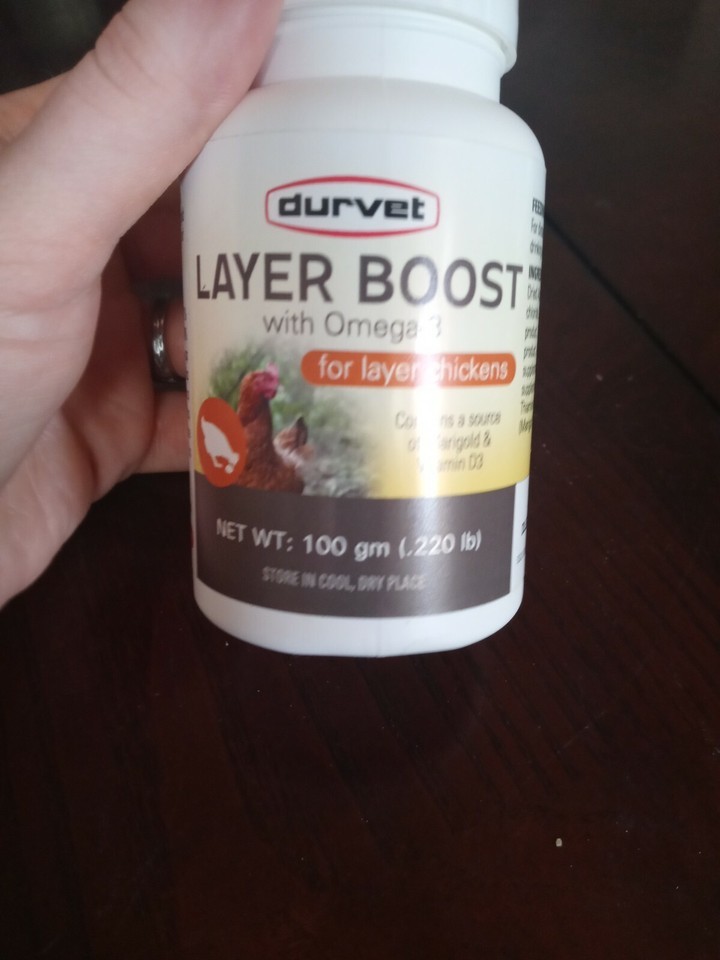 durvet
LAYER BOOST
with Omega-3
for layer chickens
Contains a source
of Marigold &
Vitamin D3
NET WT: 100 gm (.220 lb)
STORE IN COOL, DRY PLACE